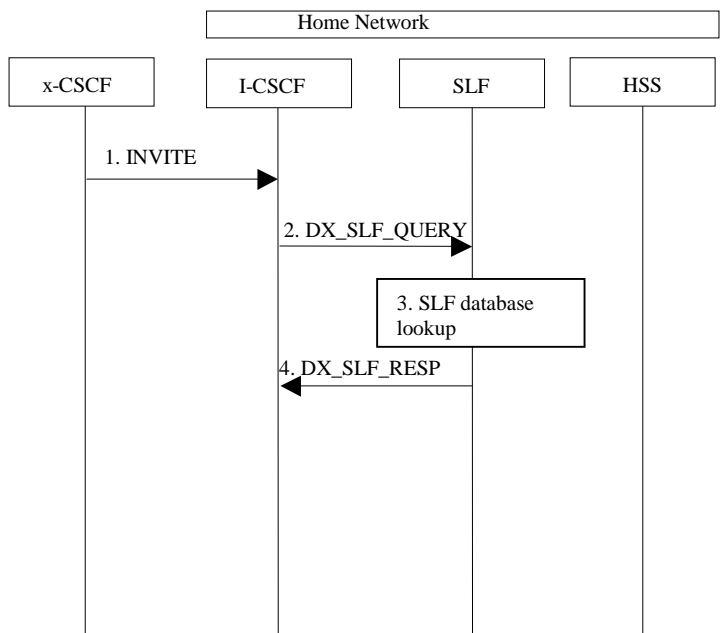 Home Network
x-CSCF
I-CSCF
SLF
HSS
1. INVITE
2. DX_SLF_QUERY
3. SLF database
lookup
4. DX_SLF_RESP